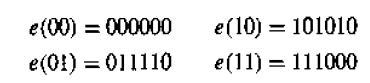 e(00) = 000000 e(10) = 101010
e(01) = 011110 e(11) = 111000